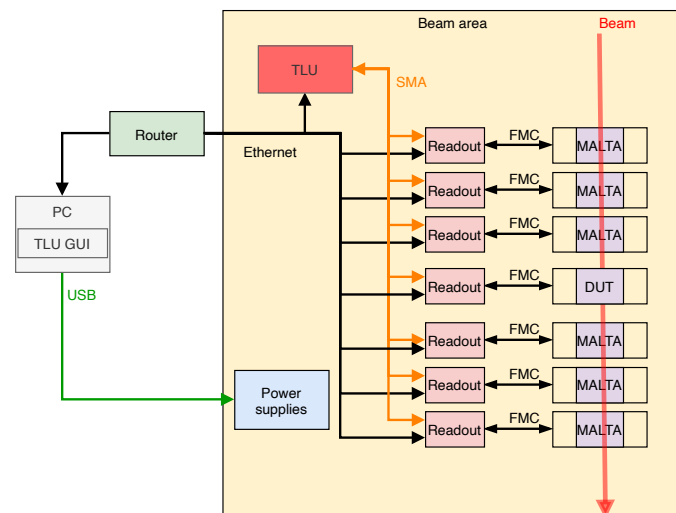 Beam area
Beam
TLU
SMA
Router
Ethernet
Readout
FMC
MALTA
Readout
FMC
MALTA
PC
TLU GUI
Readout
FMC
MALTA
USB
Readout
FMC
DUT
Readout
FMC
MALTA
Power
supplies
Readout
FMC
MALTA
Readout
FMC
MALTA